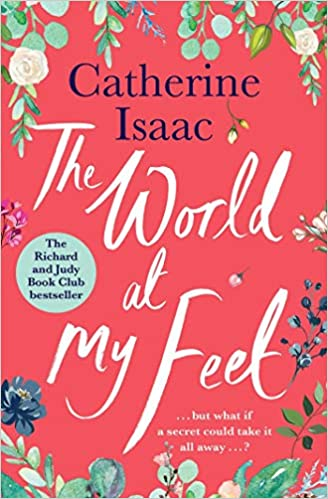 Catherine
Isaac
The World
at
My Feet
The
Richard
and Judy
Book Club
bestseller
...but what if
a secret could take it
all away...?